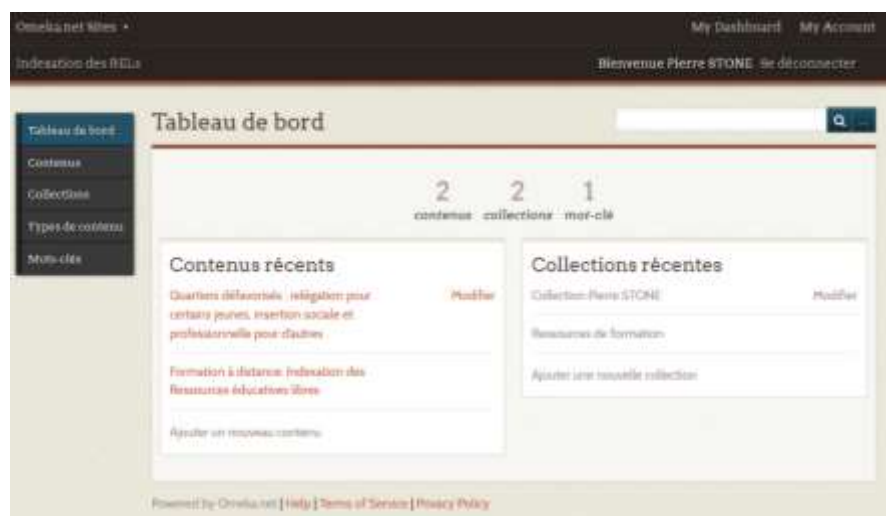 Omeka.net Sites
My Dashboard My Account
Indexation des RELs
Bienvenue Pierre STONE Se déconnecter
Tableau de bord
Contenus
Collections
Types de contenu
Mots-clés
Tableau de bord
2 2 1
contenus collections mot-clé
Contenus récents
Quartiers défavorisés : relégation pour
certains jeunes, insertion sociale et
professionnelle pour d'autres
Modifier
Formation à distance: Indexation des
Ressources éducatives libres
Ajouter un nouveau contenu
Collections récentes
Collection Pierre STONE
Modifier
Ressources de formation
Ajouter une nouvelle collection
Powered by Omeka.net | Help | Terms of Service | Privacy Policy